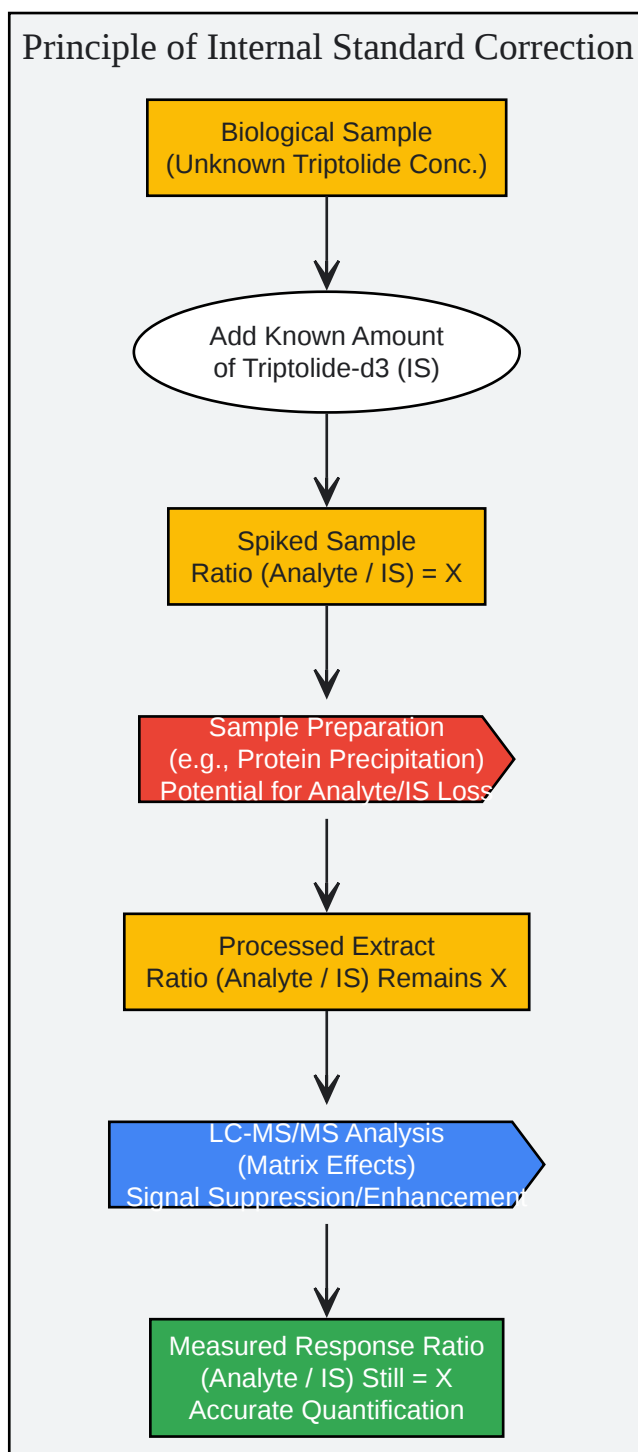 Principle of Internal Standard Correction
Biological Sample
(Unknown Triptolide Conc.)
Add Known Amount
of Triptolide-d3 (IS)
Spiked Sample
Ratio (Analyte / IS) = X
Sample Preparation
(e.g., Protein Precipitation)
Potential for Analyte/IS Loss
Processed Extract
Ratio (Analyte / IS) Remains X
LC-MS/MS Analysis
(Matrix Effects)
Signal Suppression/Enhancement
Measured Response Ratio
(Analyte / IS) Still = X
Accurate Quantification